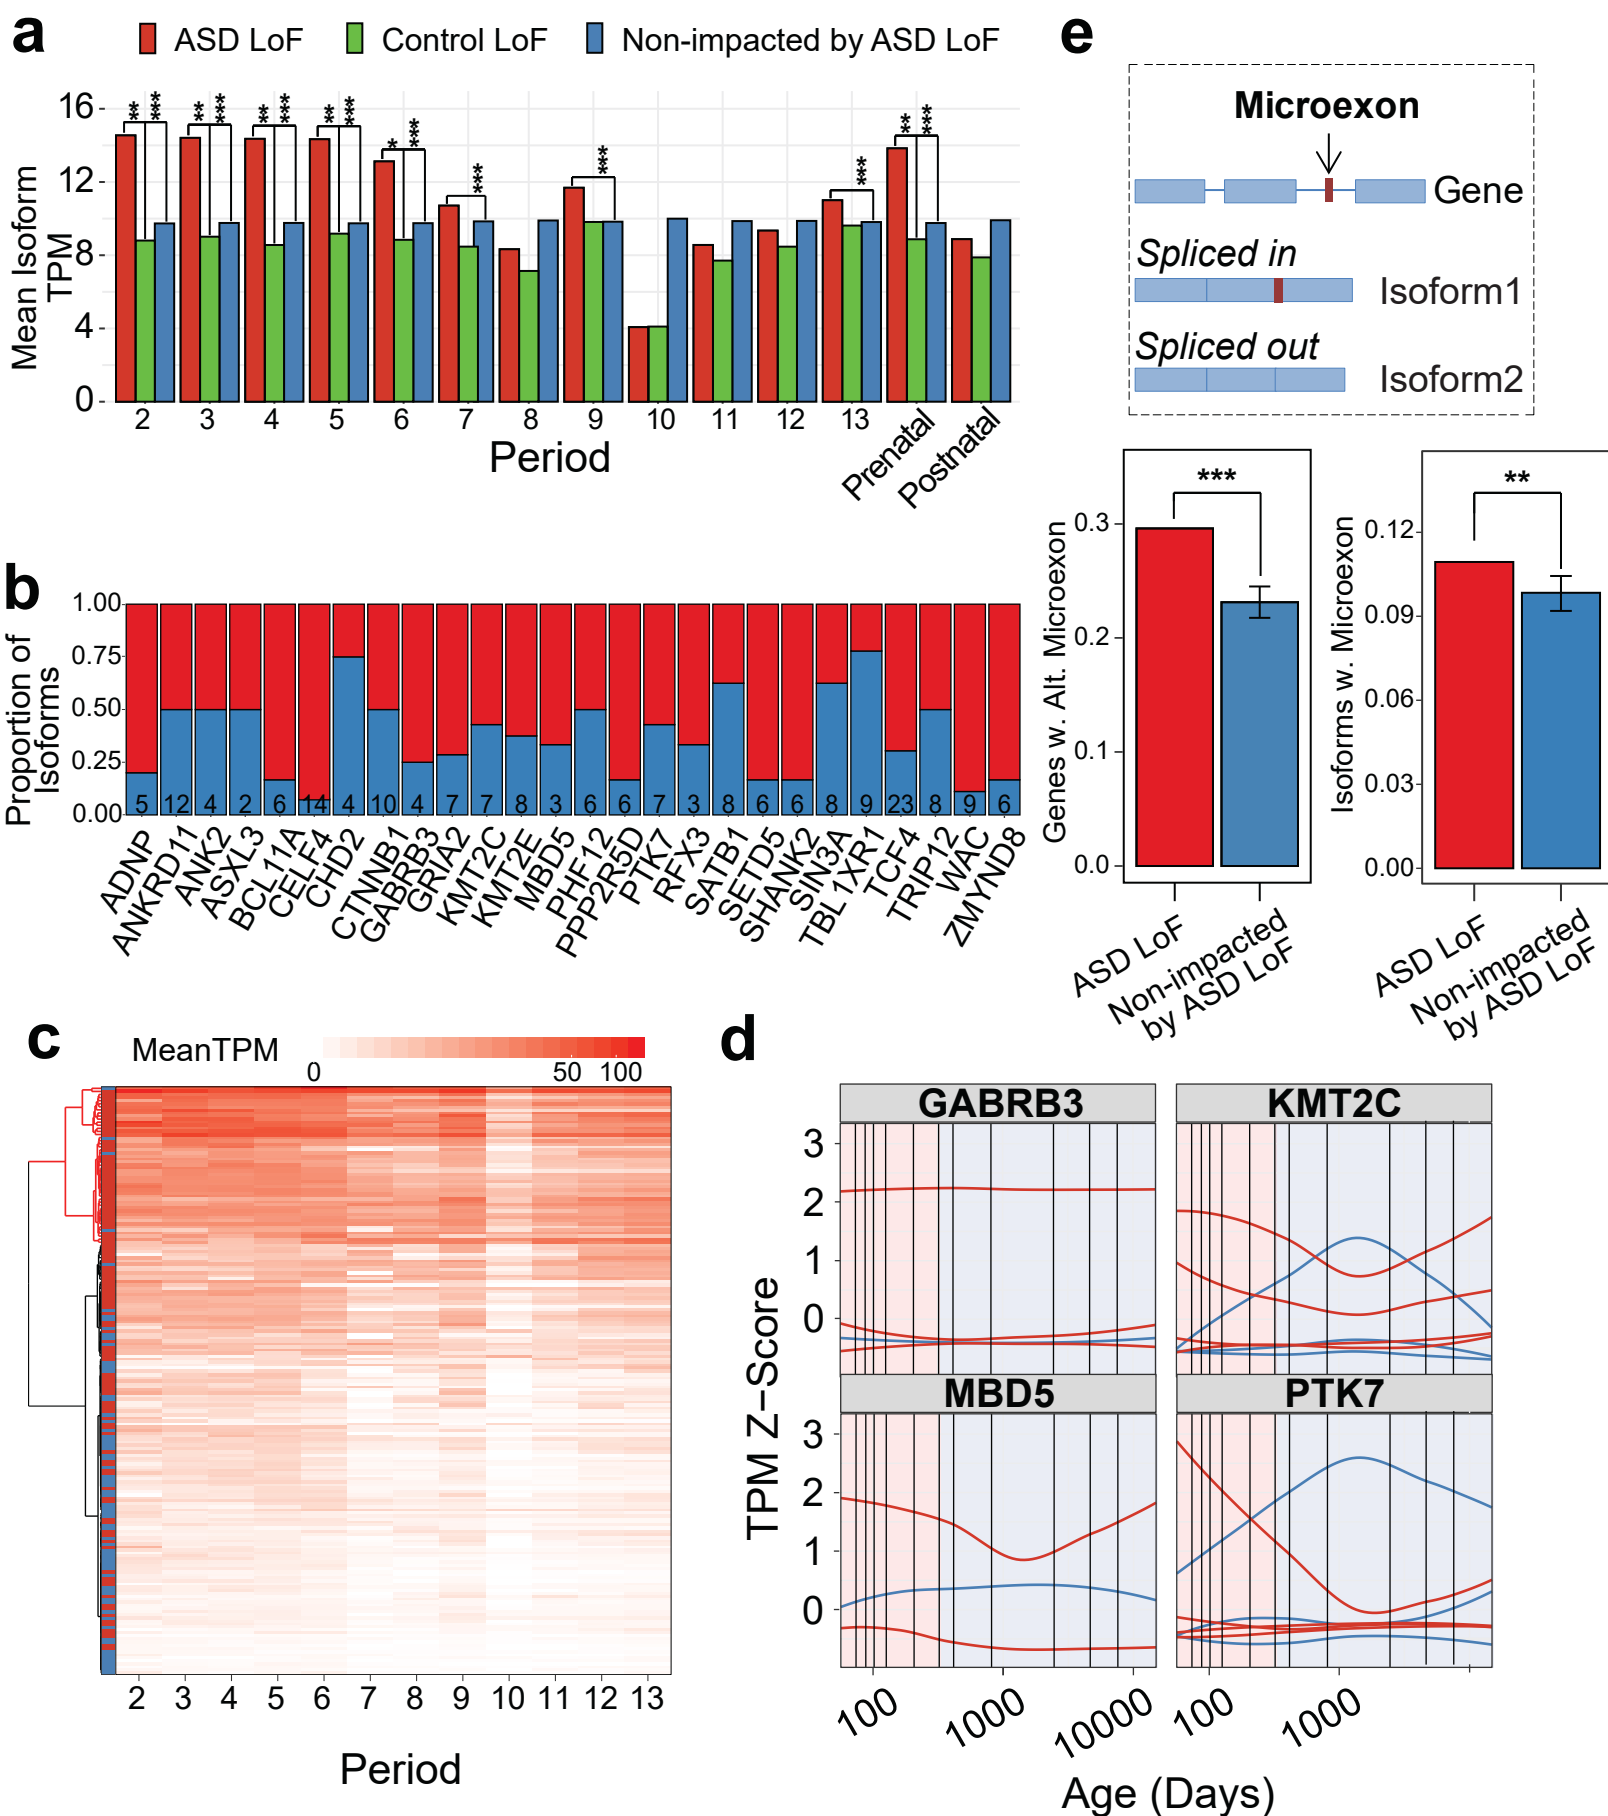 a
ASD LoF Control LoF Non-impacted by ASD LoF
Mean Isoform
TPM
16
12
8
4
0
** *** ** *** ** *** ** *** * *** *** *** *** ** ***
2 3 4 5 6 7 8 9 10 11 12 13 Prenatal Postnatal
Period
b
Proportion of
Isoforms
1.00
0.75
0.50
0.25
0.00
5 12 4 2 6 14 4 10 4 7 7 8 3 6 6 7 3 8 6 6 8 9 23 8 9 6
ADNP ANKRD11 ANK2 ASXL3 BCL11A CELF4 CHD2 CTNNB1 GABRB3 GRIA2 KMT2C KMT2E MBD5 PHF12 PPP2R5D PTK7 RFX3 SATB1 SETD5 SHANK2 SIN3A TBL1XR1 TCF4 TRIP12 WAC ZMYND8
c
MeanTPM
0 50 100
2 3 4 5 6 7 8 9 10 11 12 13
Period
d
GABRB3 KMT2C
3
2
1
0
MBD5 PTK7
3
2
1
0
TPM Z−Score
100 1000 10000 100 1000
Age (Days)
e
Microexon
Gene
Spliced in
Isoform1
Spliced out
Isoform2
Genes w. Alt. Microexon
0.3
0.2
0.1
0.0
***
ASD LoF
Non-impacted
by ASD LoF
Isoforms w. Microexon
0.12
0.09
0.06
0.03
0.00
**
ASD LoF
Non-impacted
by ASD LoF